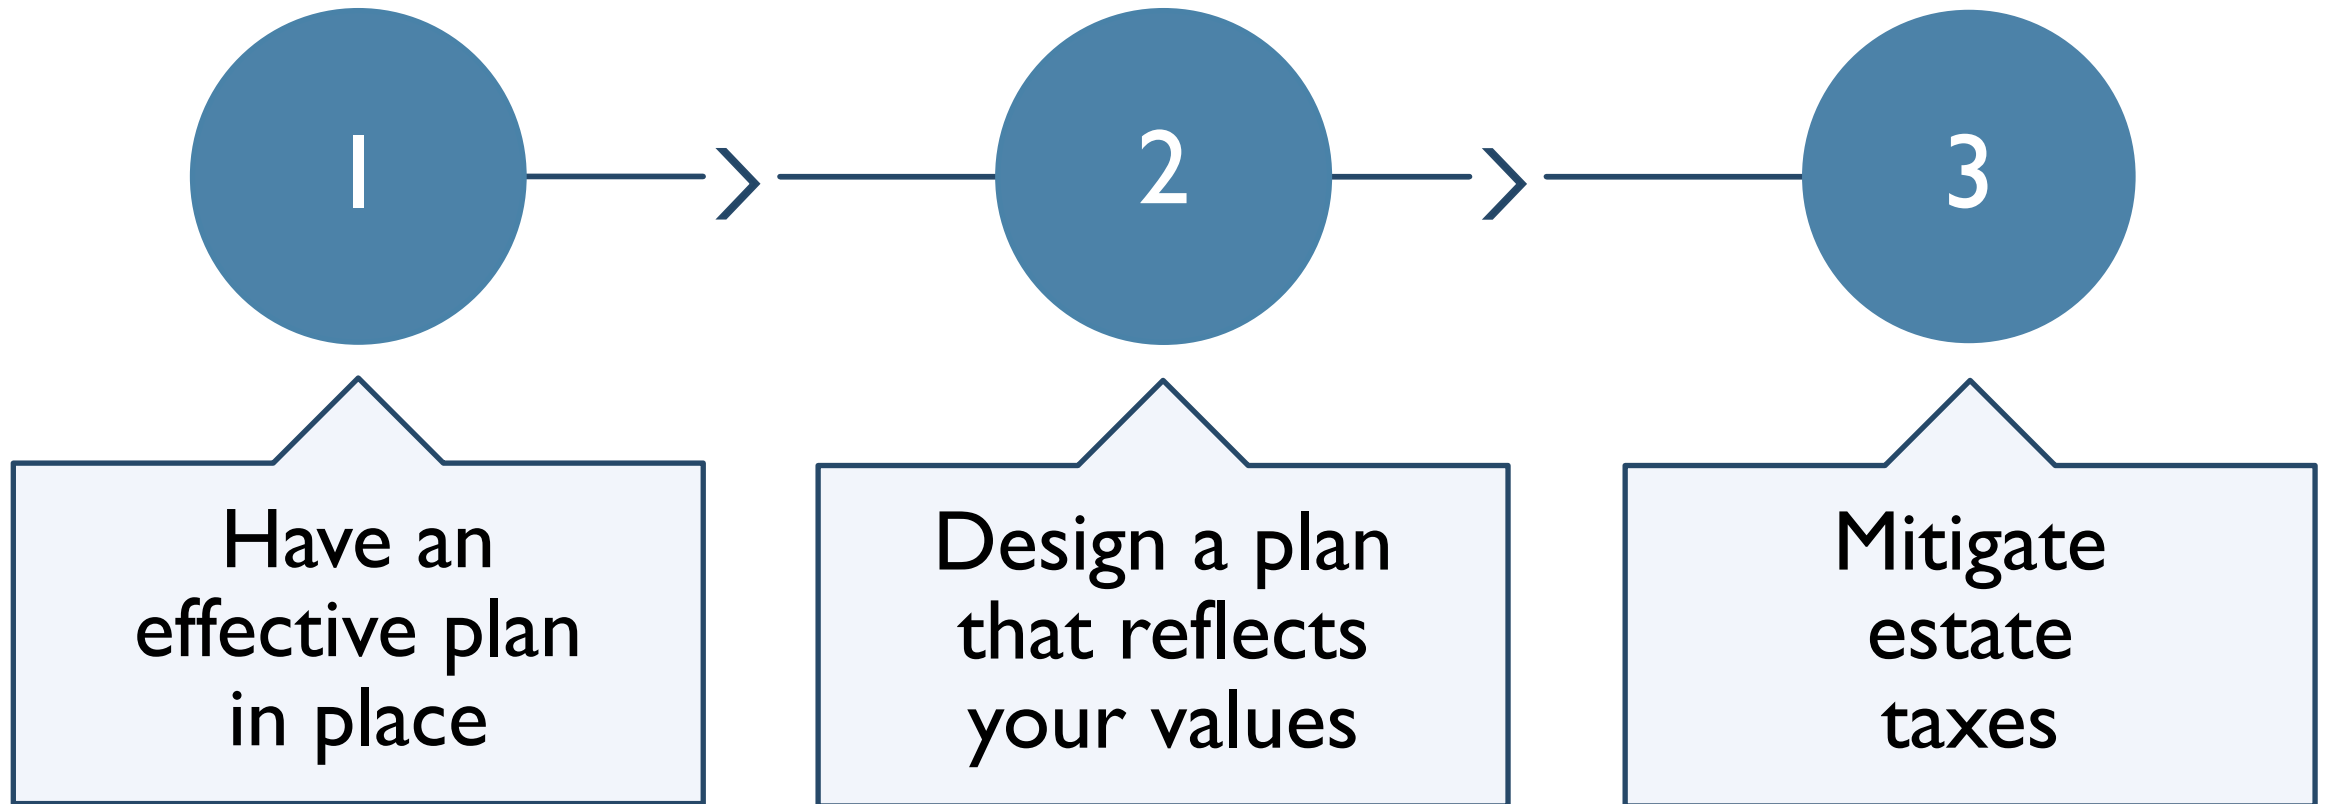 1
2
3
Have an
effective plan
in place
Design a plan
that reflects
your values
Mitigate
estate
taxes